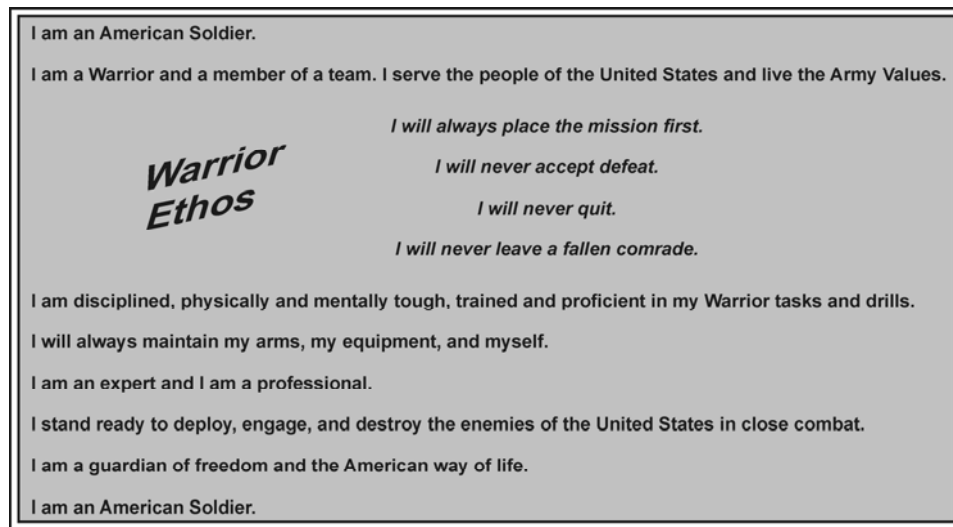 I am an American Soldier.
I am a Warrior and a member of a team. I serve the people of the United States and live the Army Values.
Warrior
Ethos
I will always place the mission first.
I will never accept defeat.
I will never quit.
I will never leave a fallen comrade.
I am disciplined, physically and mentally tough, trained and proficient in my Warrior tasks and drills.
I will always maintain my arms, my equipment, and myself.
I am an expert and I am a professional.
I stand ready to deploy, engage, and destroy the enemies of the United States in close combat.
I am a guardian of freedom and the American way of life.
I am an American Soldier.